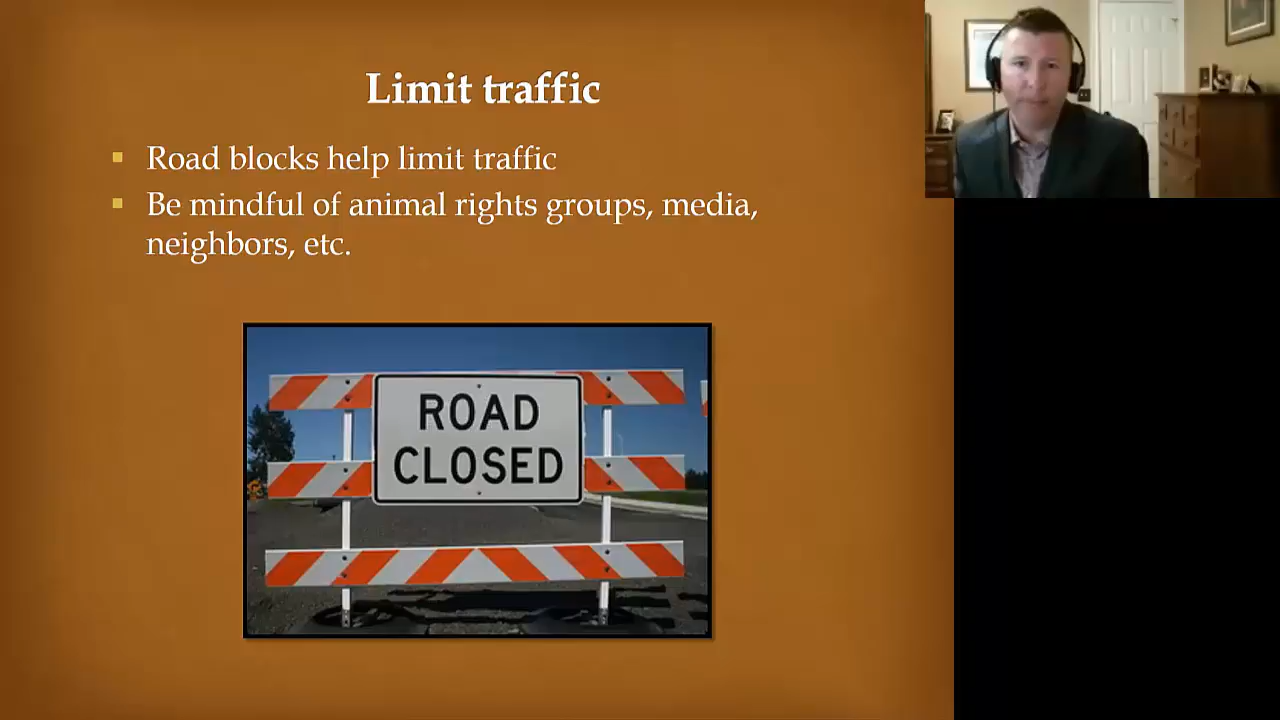 Limit traffic
Road blocks help limit traffic
Be mindful of animal rights groups, media,
neighbors, etc.
ROAD
CLOSED